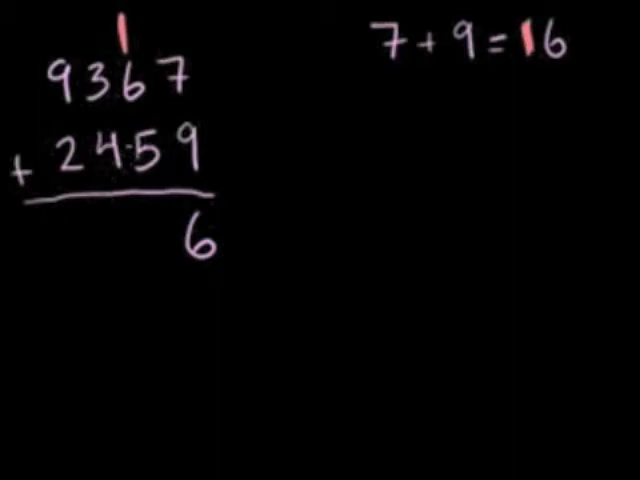 1
9367
+ 2459
6
7 + 9 = 16